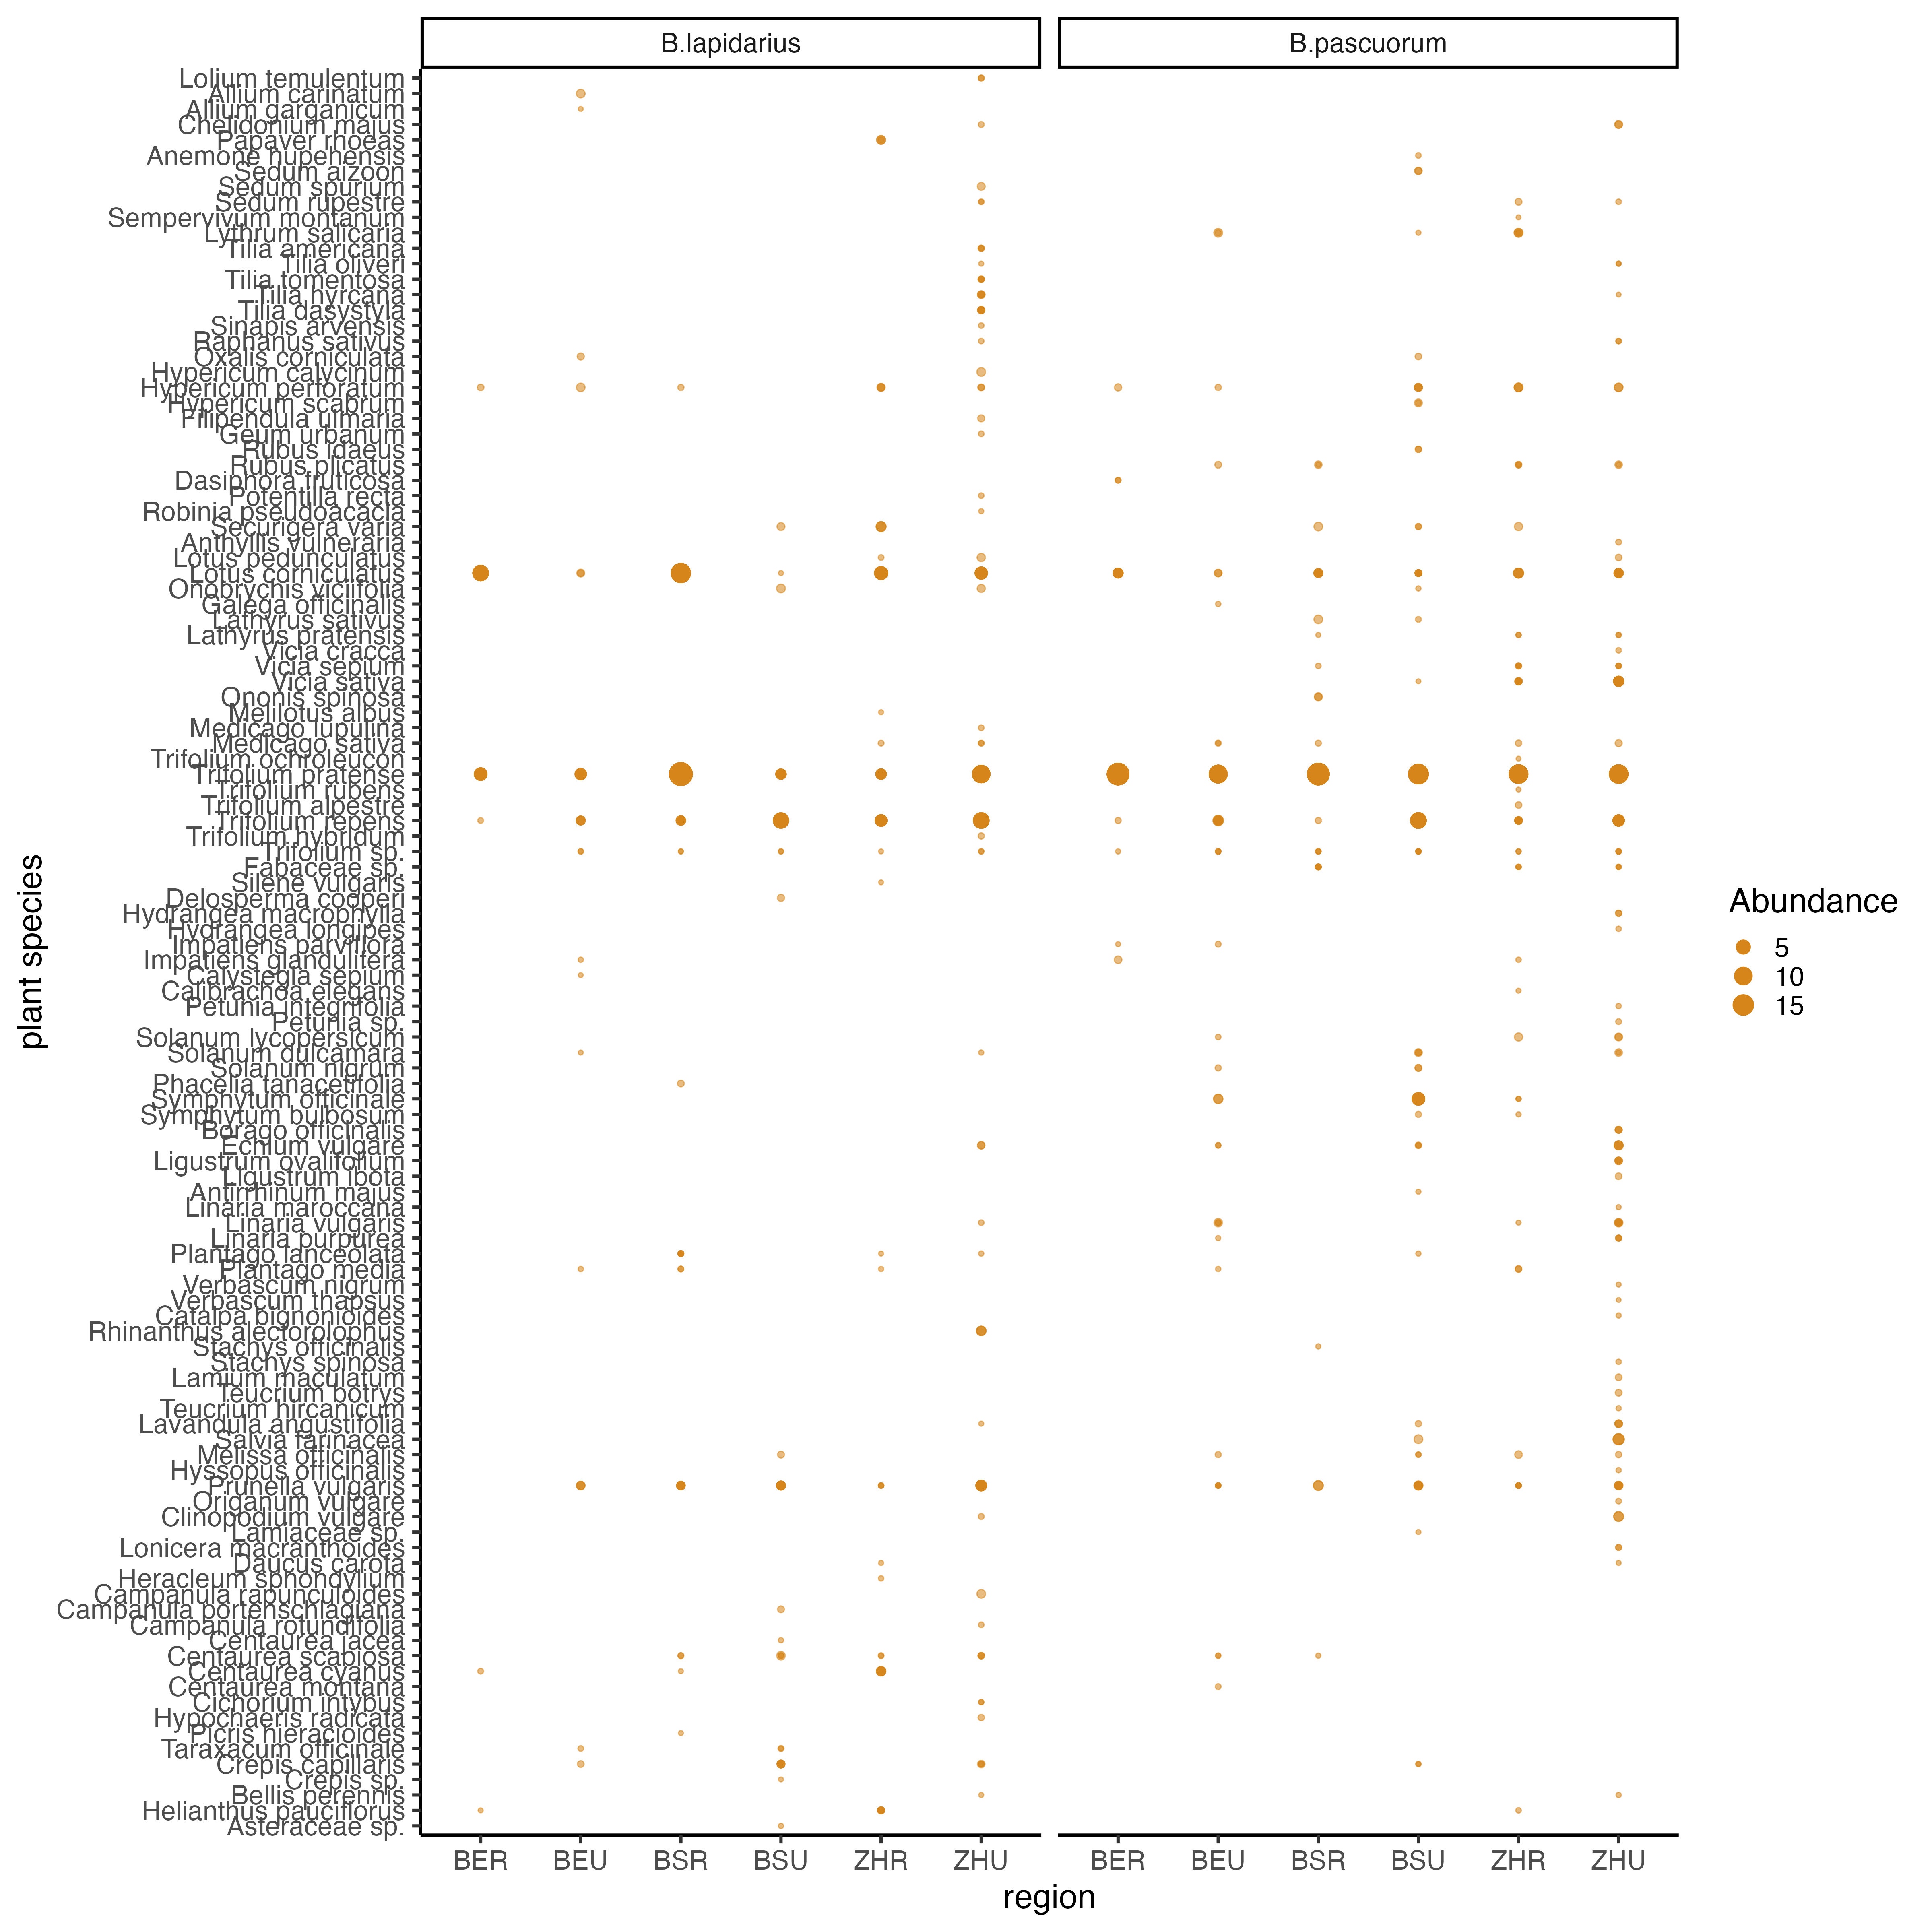 B.lapidarius
B.pascuorum
Lolium temulentum
Allium carinatum
Allium garganicum
Chelidonium majus
Papaver rhoeas
Anemone hupehensis
Sedum aizoon
Sedum spurium
Sedum rupestre
Sempervivum montanum
Lythrum salicaria
Tilia americana
Tilia oliveri
Tilia tomentosa
Tilia hyrcana
Tilia dasystyla
Sinapis arvensis
Raphanus sativus
Oxalis corniculata
Hypericum calycinum
Hypericum perforatum
Hypericum scabrum
Filipendula ulmaria
Geum urbanum
Rubus idaeus
Rubus plicatus
Dasiphora fruticosa
Potentilla recta
Robinia pseudoacacia
Securigera varia
Anthyllis vulneraria
Lotus pedunculatus
Lotus corniculatus
Onobrychis viciifolia
Galega officinalis
Lathyrus sativus
Lathyrus pratensis
Vicia cracca
Vicia sepium
Vicia sativa
Ononis spinosa
Melilotus albus
Medicago lupulina
Medicago sativa
Trifolium ochroleucon
Trifolium pratense
Trifolium rubens
Trifolium alpestre
Trifolium repens
Trifolium hybridum
Trifolium sp.
Fabaceae sp.
Silene vulgaris
Delosperma cooperi
Hydrangea macrophylla
Hydrangea longipes
Impatiens parviflora
Impatiens glandulifera
Calystegia sepium
Calibrachoa elegans
Petunia integrifolia
Petunia sp.
Solanum lycopersicum
Solanum dulcamara
Solanum nigrum
Phacelia tanacetifolia
Symphytum officinale
Symphytum bulbosum
Borago officinalis
Echium vulgare
Ligustrum ovalifolium
Ligustrum ibota
Antirrhinum majus
Linaria maroccana
Linaria vulgaris
Linaria purpurea
Plantago lanceolata
Plantago media
Verbascum nigrum
Verbascum thapsus
Catalpa bignonioides
Rhinanthus alectorolophus
Stachys officinalis
Stachys spinosa
Lamium maculatum
Teucrium botrys
Teucrium hircanicum
Lavandula angustifolia
Salvia farinacea
Melissa officinalis
Hyssopus officinalis
Prunella vulgaris
Origanum vulgare
Clinopodium vulgare
Lamiaceae sp.
Lonicera macranthoides
Daucus carota
Heracleum sphondylium
Campanula rapunculoides
Campanula portenschlagiana
Campanula rotundifolia
Centaurea jacea
Centaurea scabiosa
Centaurea cyanus
Centaurea montana
Cichorium intybus
Hypochaeris radicata
Picris hieracioides
Taraxacum officinale
Crepis capillaris
Crepis sp.
Bellis perennis
Helianthus pauciflorus
Asteraceae sp.
plant species
BER BEU BSR BSU ZHR ZHU
BER BEU BSR BSU ZHR ZHU
region
Abundance
5
10
15